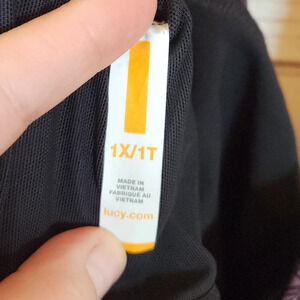 1X/1T
MADE IN
VIETNAM
FABRIQUÉ AU
VIETNAM
lucy.com